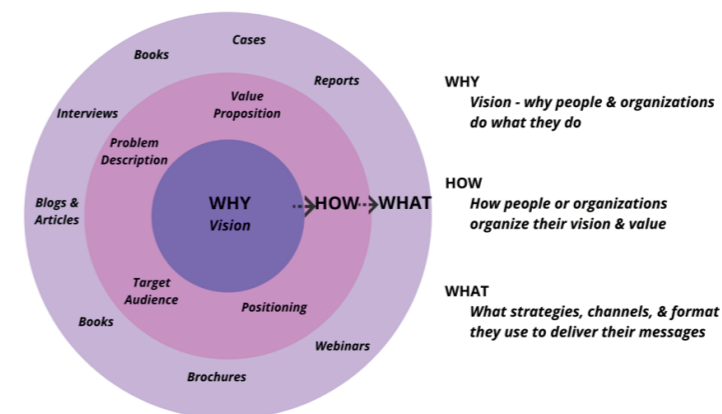 Cases
Books
Reports
Value
Proposition
Interviews
Problem
Description
Blogs &
Articles
WHY
Vision
HOW
WHAT
Target
Audience
Positioning
Books
Webinars
Brochures
WHY
Vision - why people & organizations
do what they do
HOW
How people or organizations
organize their vision & value
WHAT
What strategies, channels, & format
they use to deliver their messages